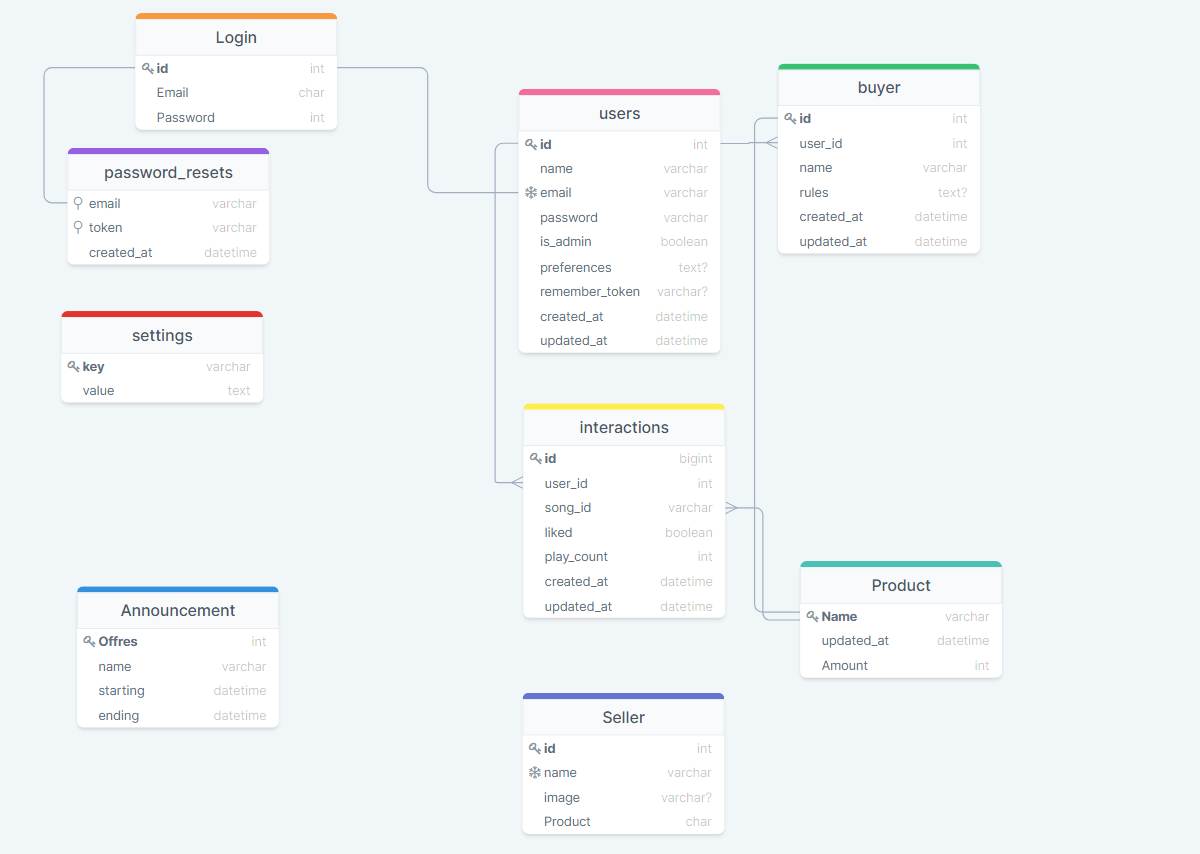 Login
id int
Email char
Password int
password_resets
email varchar
token varchar
created_at datetime
settings
key varchar
value text
Announcement
Offres int
name varchar
starting datetime
ending datetime
users
id int
name varchar
email varchar
password varchar
is_admin boolean
preferences text?
remember_token varchar?
created_at datetime
updated_at datetime
interactions
id bigint
user_id int
song_id varchar
liked boolean
play_count int
created_at datetime
updated_at datetime
Seller
id int
name varchar
image varchar?
Product char
buyer
id int
user_id int
name varchar
rules text?
created_at datetime
updated_at datetime
Product
Name varchar
updated_at datetime
Amount int